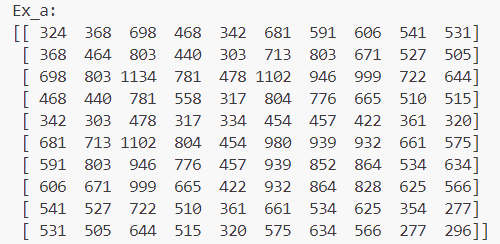 Ex_a:
[[ 324 368 698 468 342 681 591 606 541 531]
[ 368 464 803 440 303 713 803 671 527 505]
[ 698 803 1134 781 478 1102 946 999 722 644]
[ 468 440 781 558 317 804 776 665 510 515]
[ 342 303 478 317 334 454 457 422 361 320]
[ 681 713 1102 804 454 980 939 932 661 575]
[ 591 803 946 776 457 939 852 864 534 634]
[ 606 671 999 665 422 932 864 828 625 566]
[ 541 527 722 510 361 661 534 625 354 277]
[ 531 505 644 515 320 575 634 566 277 296]]